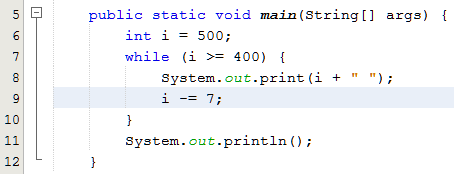 5 public static void main(String[] args) {
6 int i = 500;
7 while (i >= 400) {
8 System.out.print(i + " ");
9 i -= 7;
10 }
11 System.out.println();
12 }